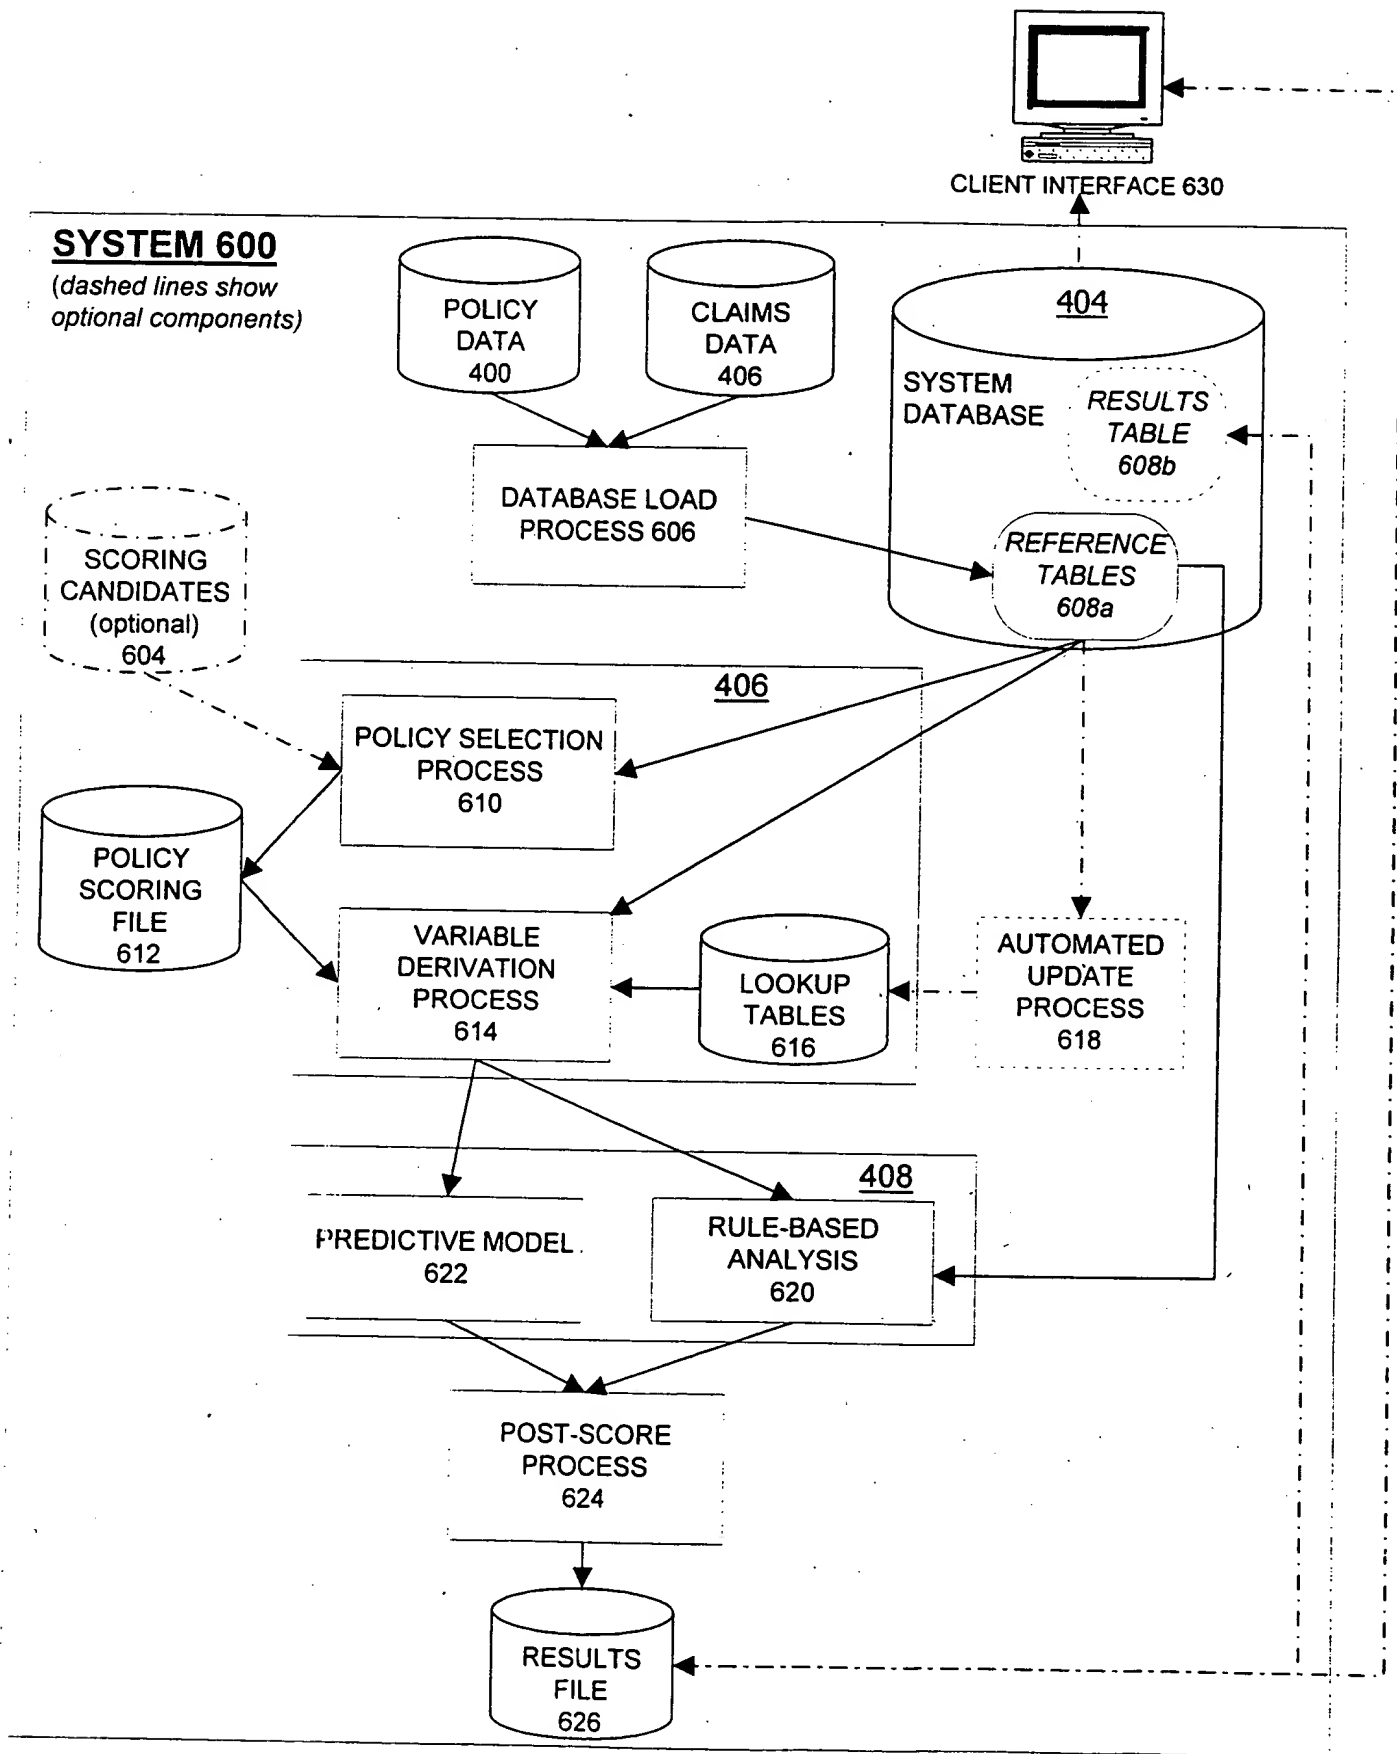 CLIENT INTERFACE 630
SYSTEM 600
(dashed lines show
optional components)
POLICY
DATA
400
CLAIMS
DATA
406
404
SYSTEM
DATABASE
RESULTS
TABLE
608b
DATABASE LOAD
PROCESS 606
REFERENCE
TABLES
608a
SCORING
CANDIDATES
(optional)
604
406
POLICY SELECTION
PROCESS
610
POLICY
SCORING
FILE
612
VARIABLE
DERIVATION
PROCESS
614
LOOKUP
TABLES
616
AUTOMATED
UPDATE
PROCESS
618
408
PREDICTIVE MODEL
622
RULE-BASED
ANALYSIS
620
POST-SCORE
PROCESS
624
RESULTS
FILE
626